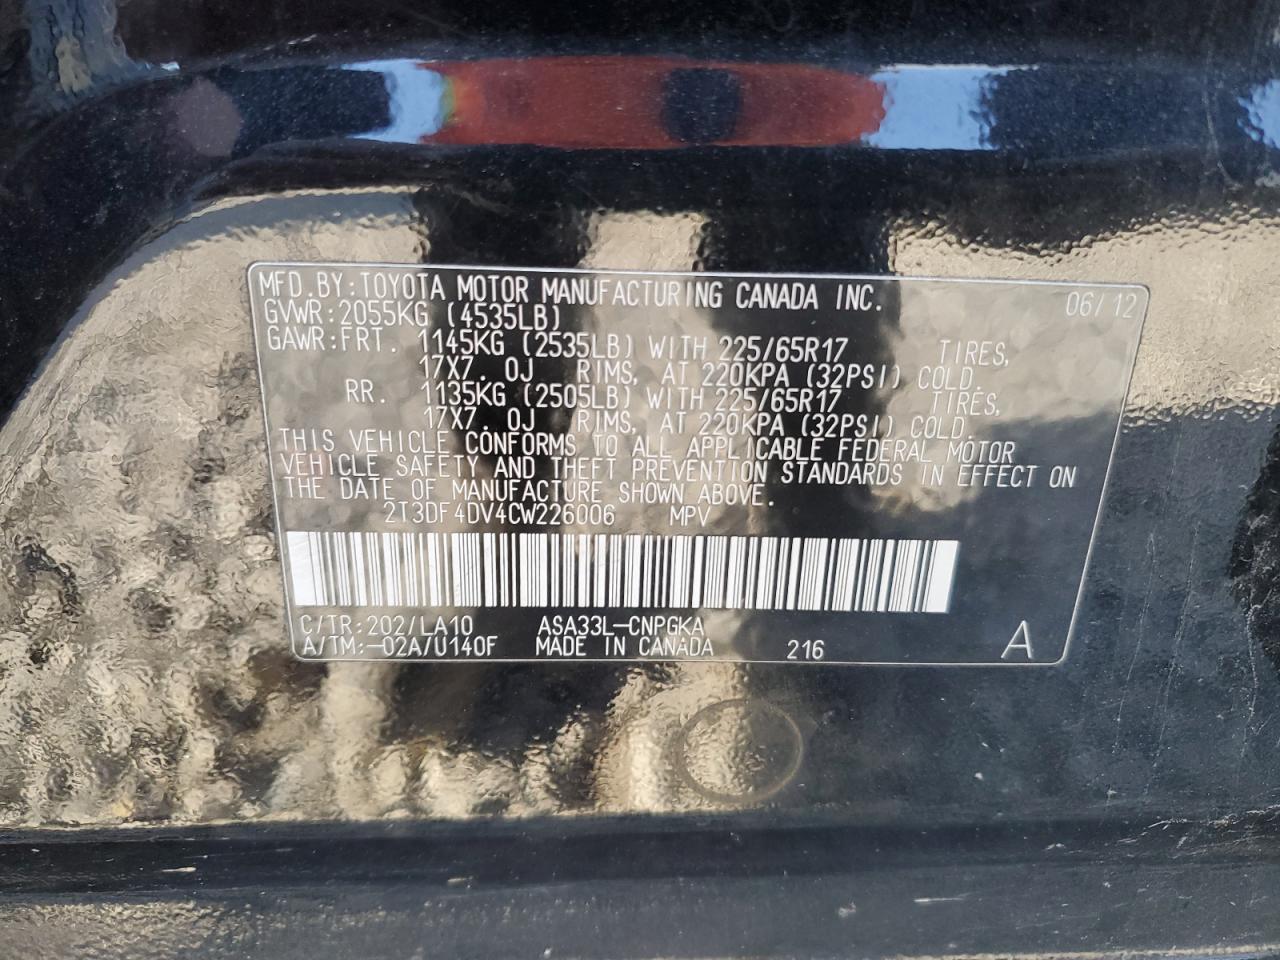 MFD. BY: TOYOTA MOTOR MANUFACTURING CANADA INC. 06/12
GVWR: 2055KG (4535LB)
GAWR: FRT. 1145KG (2535LB) WITH 225/65R17 TIRES,
17X7. 0J RIMS, AT 220KPA (32PSI) COLD.
RR. 1135KG (2505LB) WITH 225/65R17 TIRES,
17X7. 0J RIMS, AT 220KPA (32PSI) COLD.
THIS VEHICLE CONFORMS TO ALL APPLICABLE FEDERAL MOTOR
VEHICLE SAFETY AND THEFT PREVENTION STANDARDS IN EFFECT ON
THE DATE OF MANUFACTURE SHOWN ABOVE.
2T3DF4DV4CW226006 MPV
C/TR: 202/LA10 ASA33L-CNPGKA
A/TM:-02A/U140F MADE IN CANADA 216 A